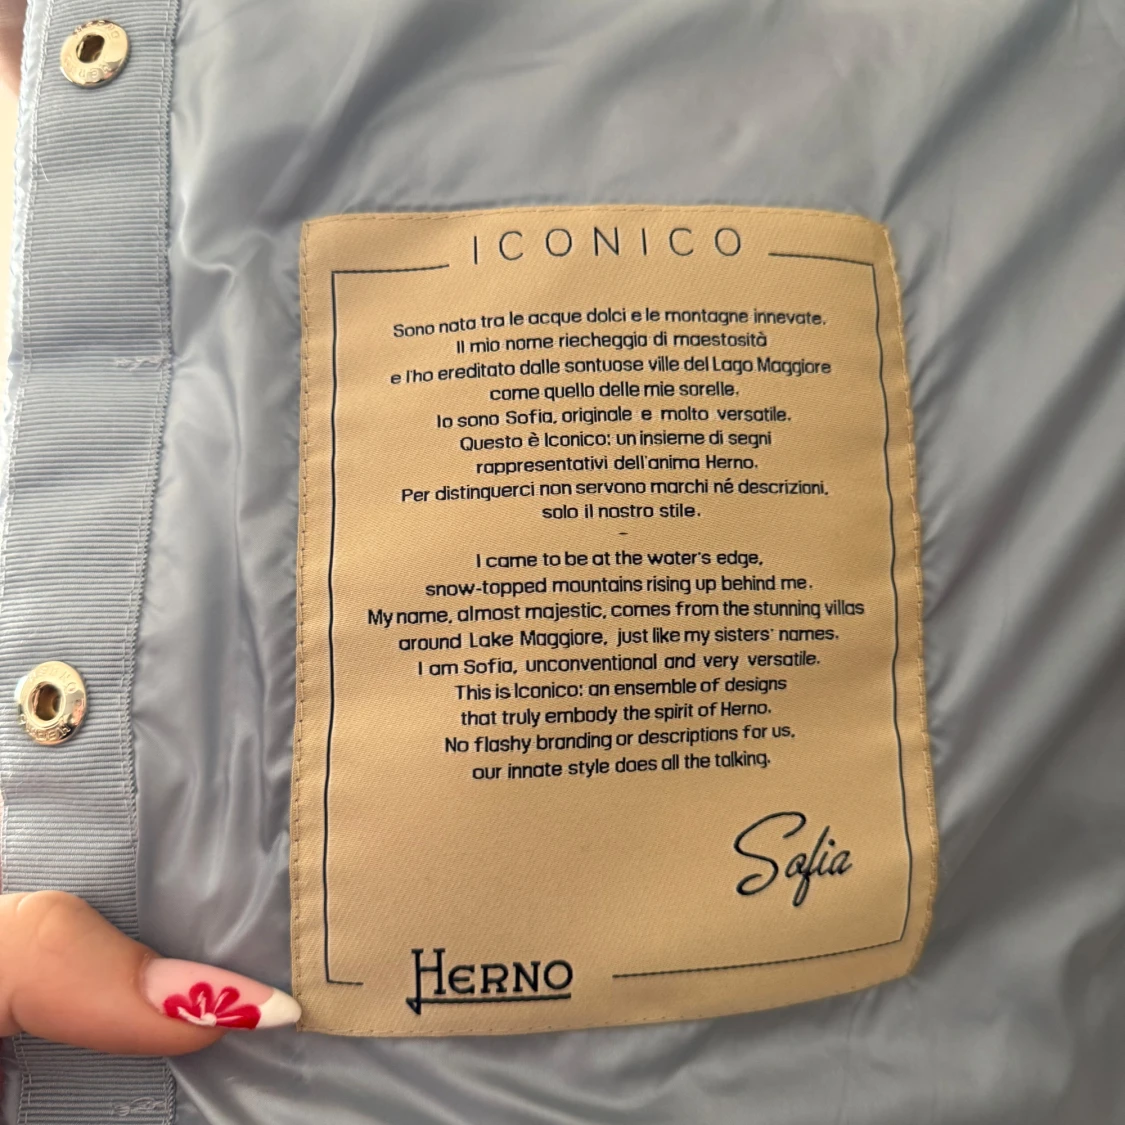 ICONICO
Sono nata tra le acque dolci e le montagne innevate.
Il mio nome riecheggia di maestosità
e l'ho ereditato dalle sontuose ville del Lago Maggiore
come quello delle mie sorelle.
Io sono Sofia, originale e molto versatile.
Questo è Iconico: un insieme di segni
rappresentativi dell'anima Herno.
Per distinguerci non servono marchi né descrizioni,
solo il nostro stile.
-
I came to be at the water's edge,
snow-topped mountains rising up behind me.
My name, almost majestic, comes from the stunning villas
around Lake Maggiore, just like my sisters' names.
I am Sofia, unconventional and very versatile.
This is Iconico: an ensemble of designs
that truly embody the spirit of Herno.
No flashy branding or descriptions for us,
our innate style does all the talking.
Sofia
HERNO